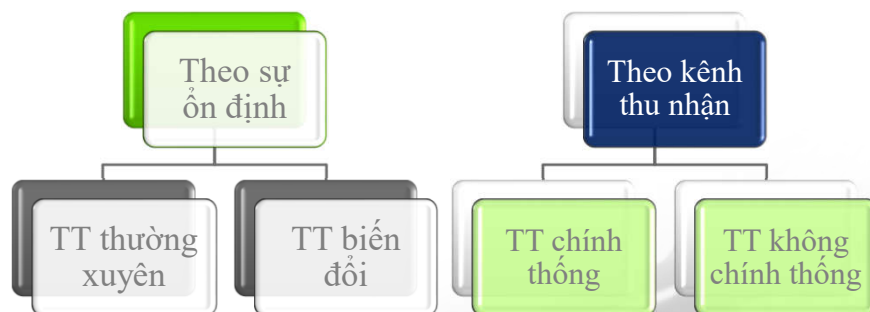 Theo sự
ổn định
Theo kênh
thu nhận
TT thường
xuyên
TT biến
đổi
TT chính
thống
TT không
chính thống